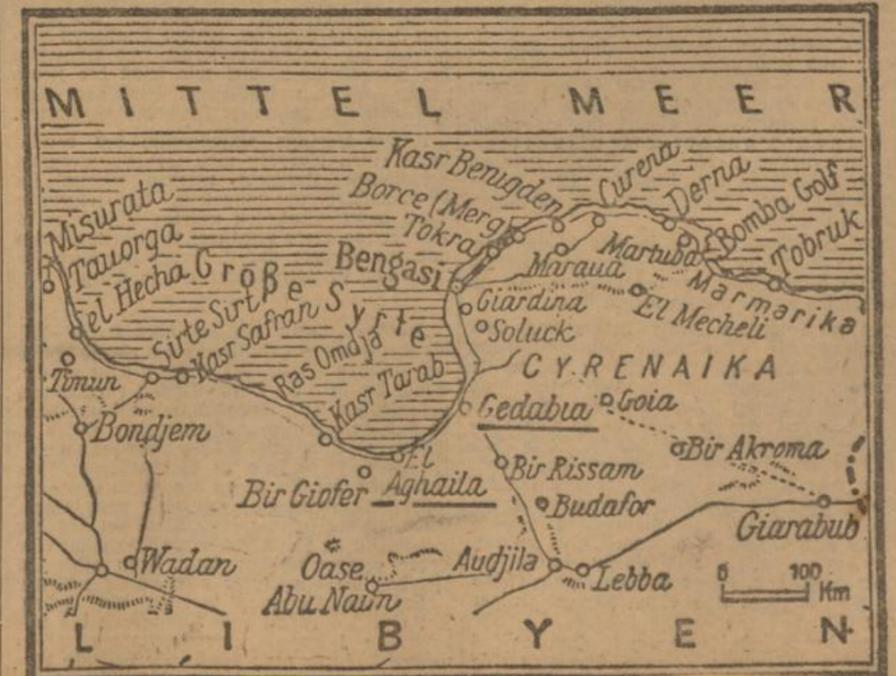 MITTEL MEER
Kasr Benigden
Curena
Derna
Bomba Golf
Borce (Merg)
Tokra
Martuba
Tobruk
Misurata
Tauorga
el Hecha
Große Syrte
Bengasi
Maraua
Marmarika
Giardina
El Mecheli
Soluck
Sirte Sirt
Kasr Safran
Ras Omaja
Kasr Tarab
CYRENAIKA
Timun
Gedabia
Goia
Bondjem
Bir Akroma
El
Aghaila
Bir Rissam
Bir Giofer
Budafor
Giarabub
Wadan
Oase
Abu Naim
Audjila
Lebba
0 100
Km
LIBYEN